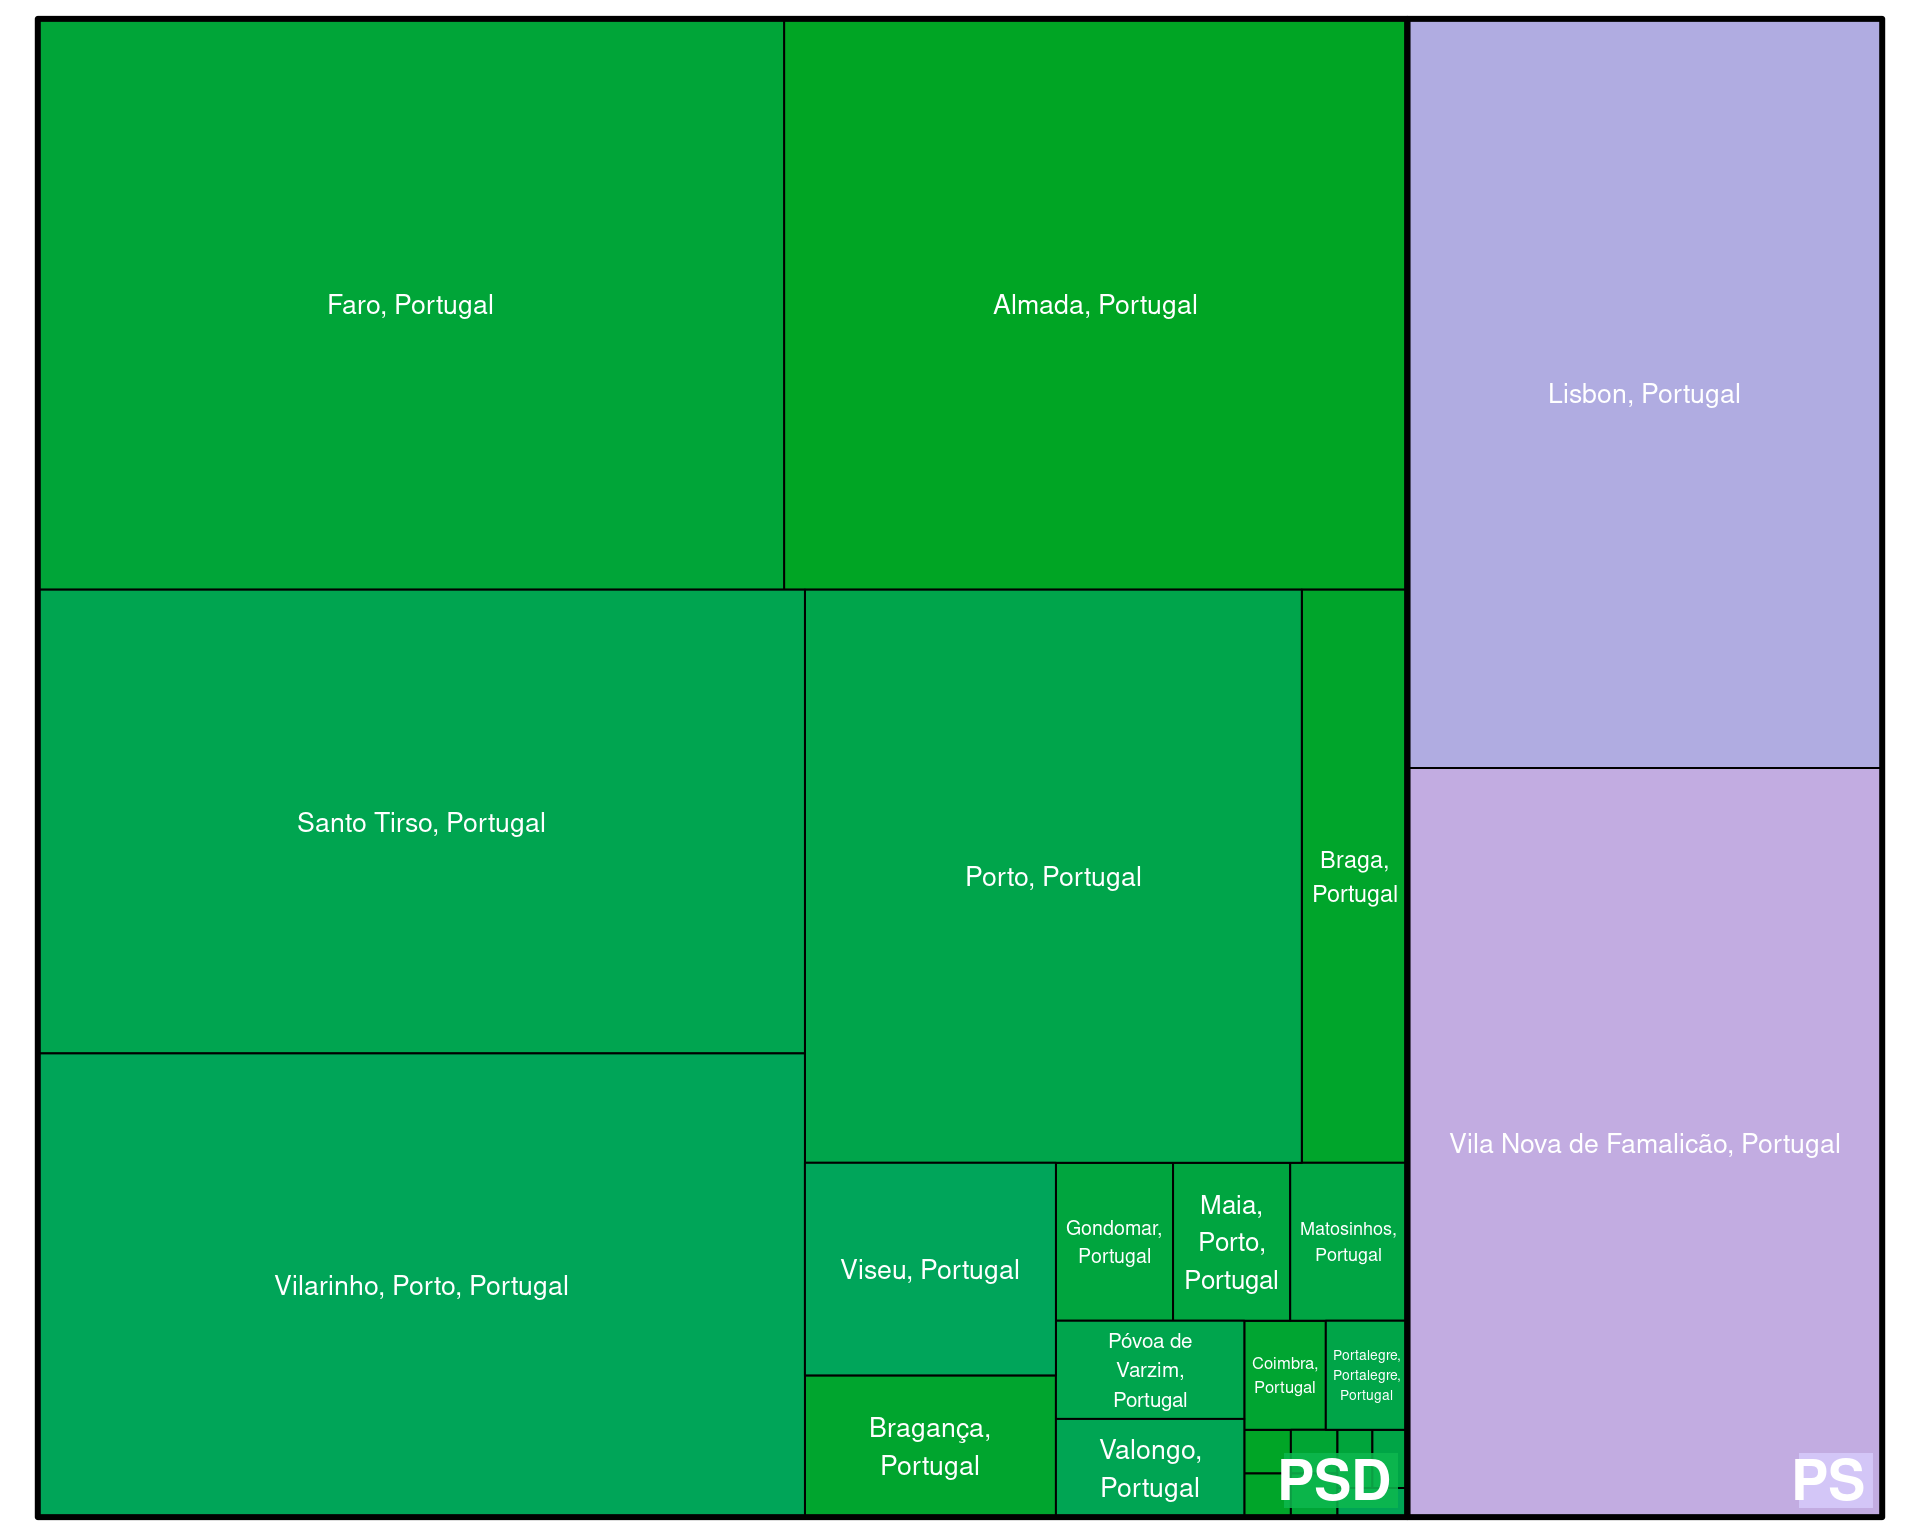 Faro, Portugal
Almada, Portugal
Lisbon, Portugal
Santo Tirso, Portugal
Porto, Portugal
Braga,
Portugal
Vila Nova de Famalicão, Portugal
Vilarinho, Porto, Portugal
Viseu, Portugal
Gondomar,
Portugal
Maia,
Porto,
Portugal
Matosinhos,
Portugal
Póvoa de
Varzim,
Portugal
Coimbra,
Portugal
Portalegre,
Portalegre,
Portugal
Bragança,
Portugal
Valongo,
Portugal
PSD
PS